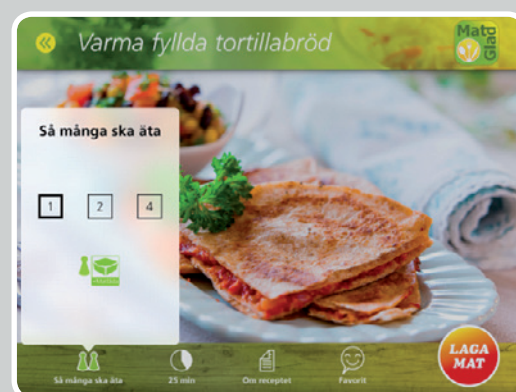 « Varma fyllda tortillabröd
Matd
Glad
Så många ska äta
1 2 4
Så många ska äta
25 min
Om receptet
Favorit
LAGA
MAT